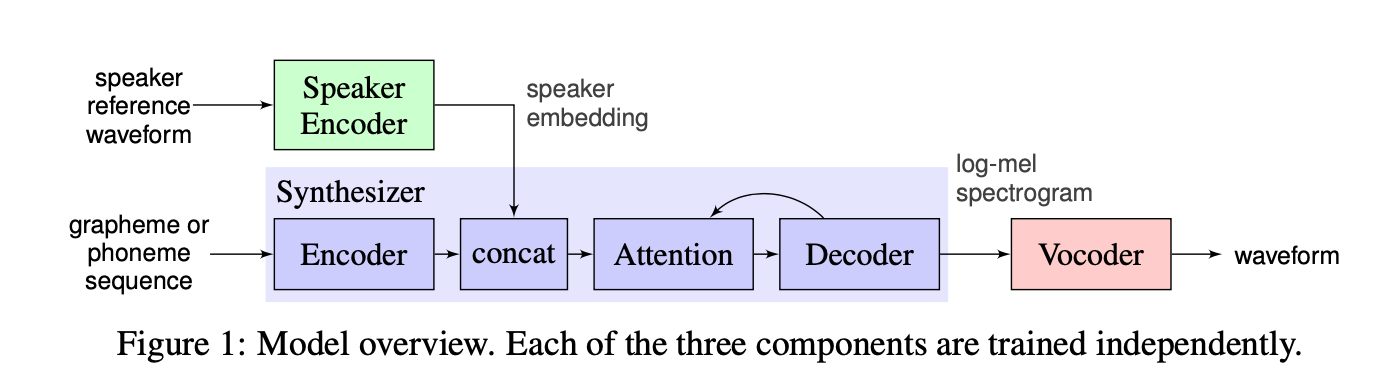 speaker
reference
waveform
Speaker
Encoder
speaker
embedding
log-mel
spectrogram
Synthesizer
grapheme or
phoneme
sequence
Encoder
concat
Attention
Decoder
Vocoder
waveform
Figure 1: Model overview. Each of the three components are trained independently.